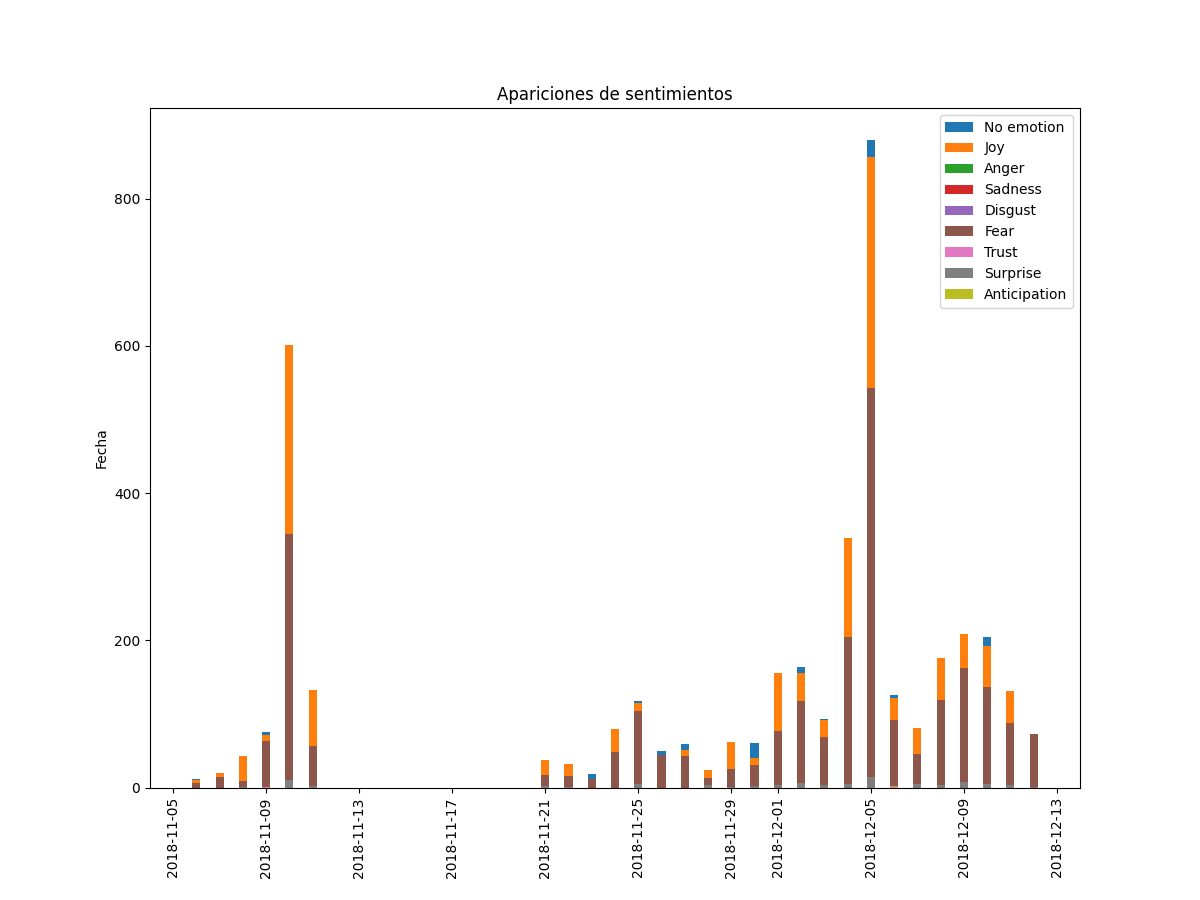 Apariciones de sentimientos
No emotion
Joy
Anger
Sadness
Disgust
Fear
Trust
Surprise
Anticipation
Fecha
800
600
400
200
0
2018-11-05
2018-11-09
2018-11-13
2018-11-17
2018-11-21
2018-11-25
2018-11-29
2018-12-01
2018-12-05
2018-12-09
2018-12-13